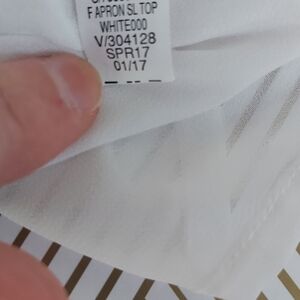 F APRON SL TOP
WHITE000
V/304128
SPR17
01/17